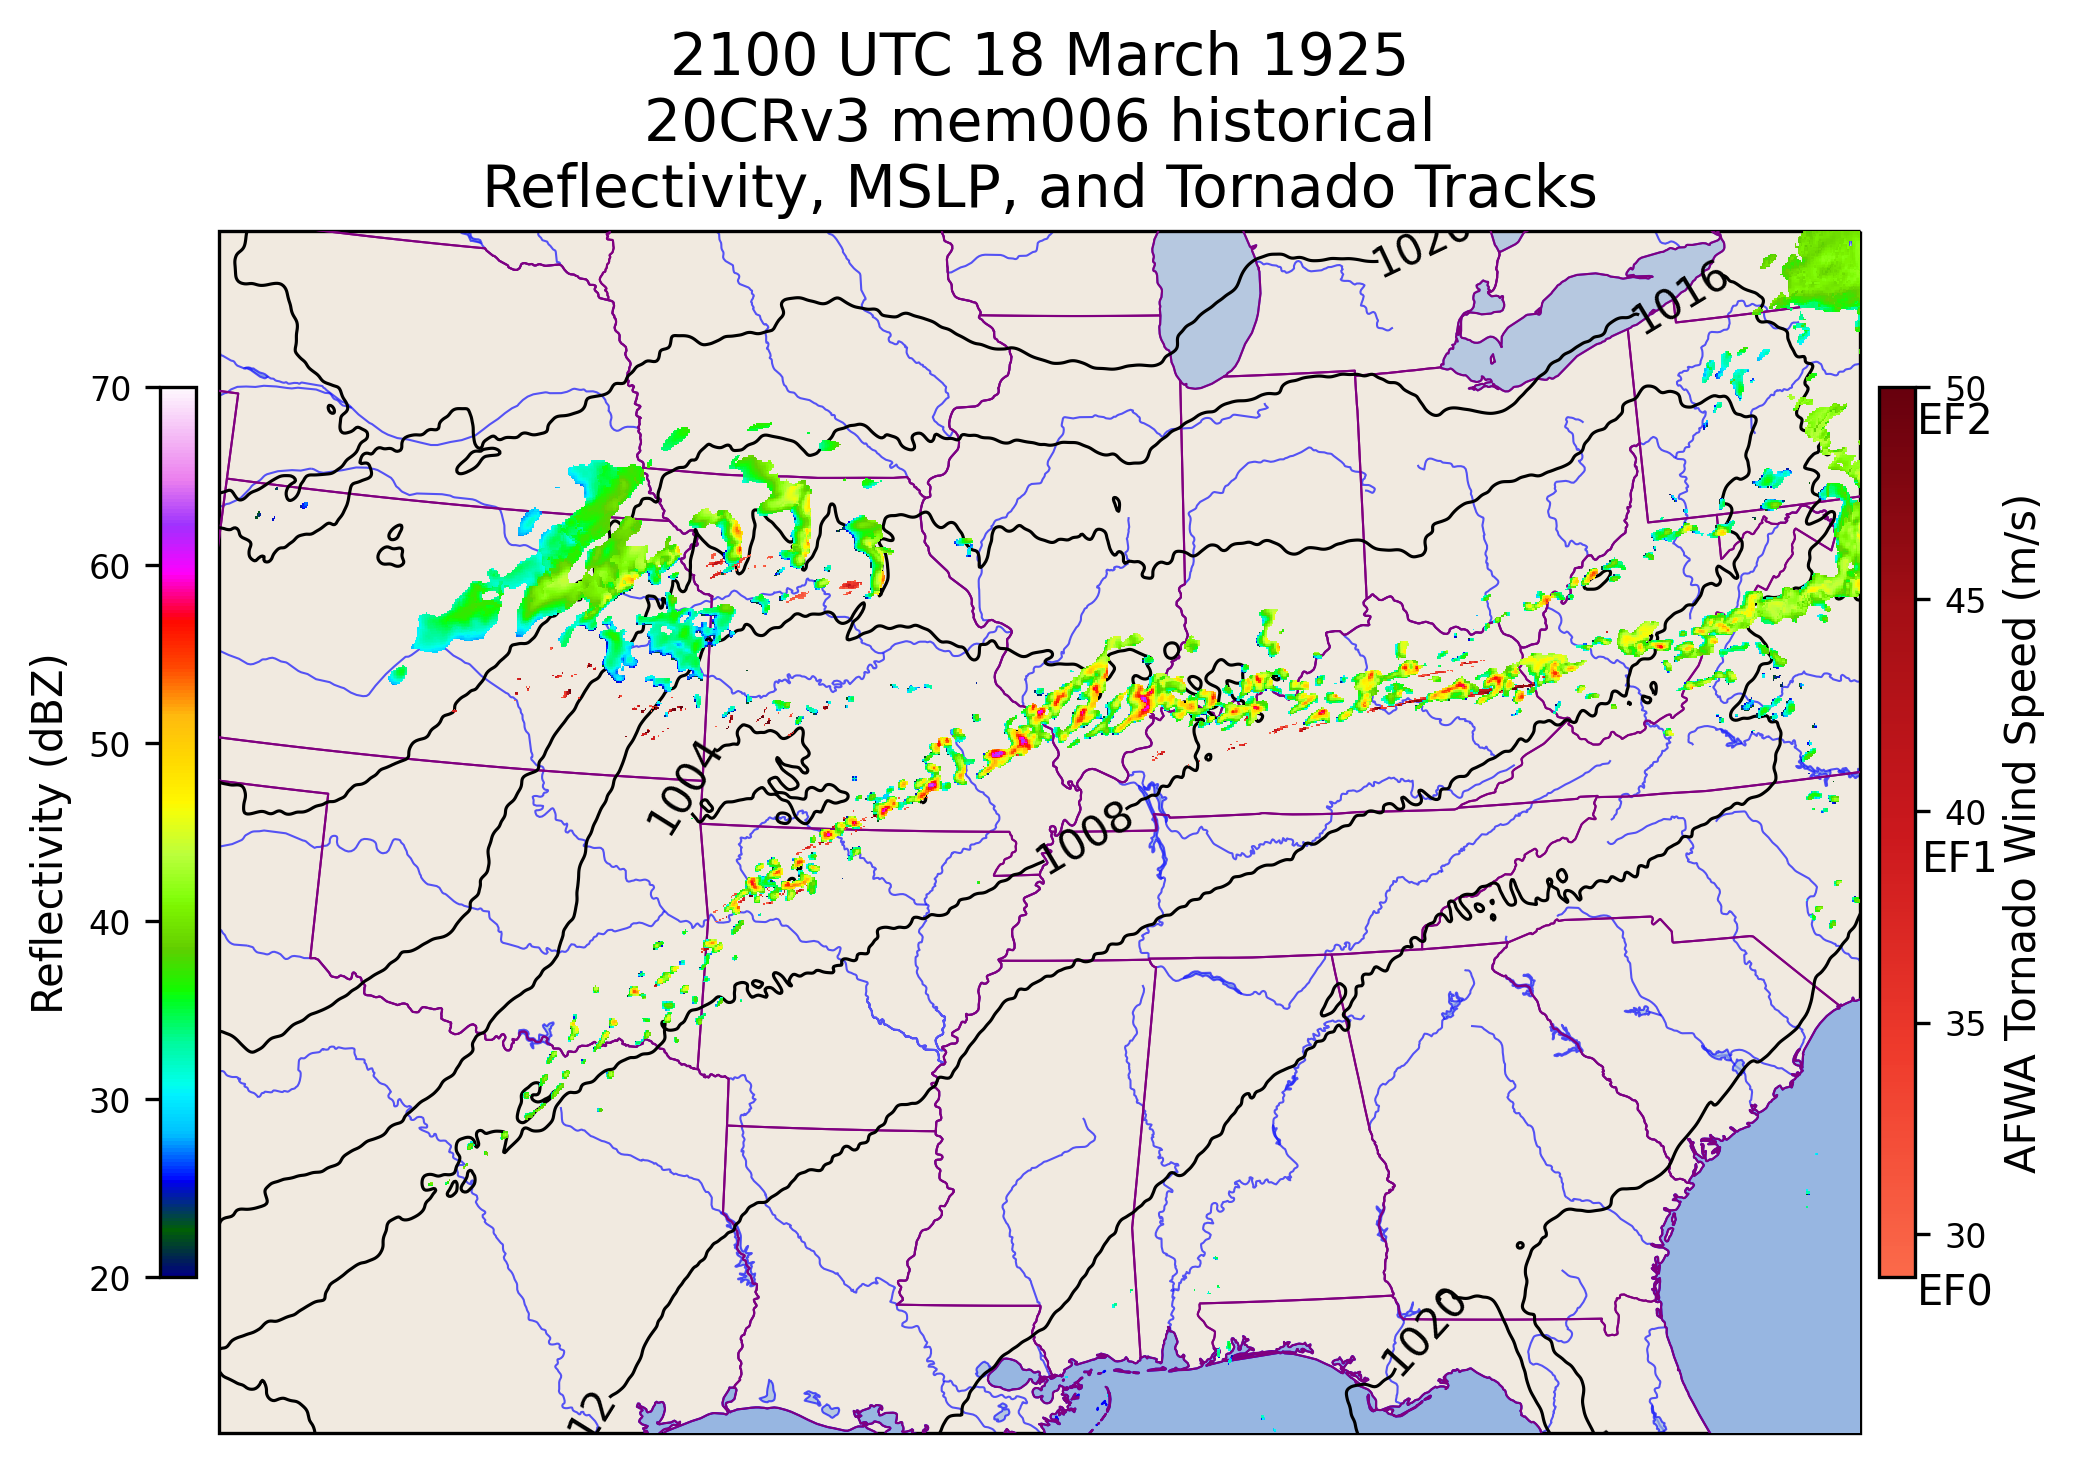 2100 UTC 18 March 1925
20CRv3 mem006 historical
Reflectivity, MSLP, and Tornado Tracks
1020
1016
70
60
50
40
30
20
Reflectivity (dBZ)
1004
1008
12
1020
50
EF2
45
40
EF1
35
30
EF0
AFWA Tornado Wind Speed (m/s)